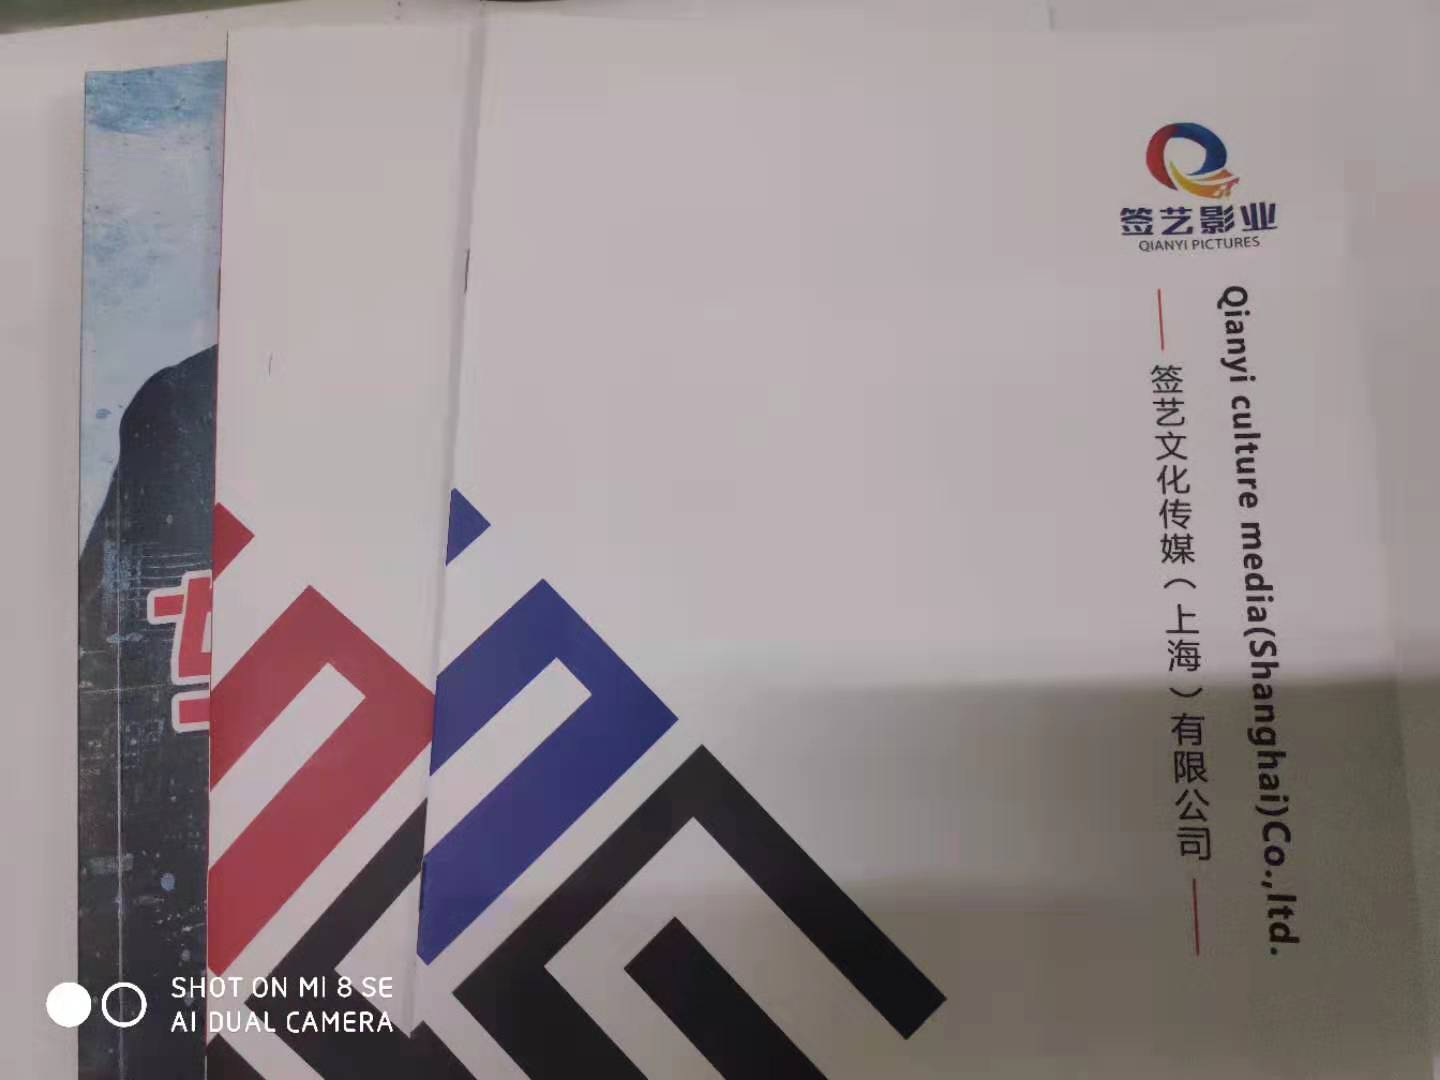 签艺影业
QIANYI PICTURES
Qianyi culture media(Shanghai)Co.,ltd.
签艺文化传媒（上海）有限公司
SHOT ON MI 8 SE
AI DUAL CAMERA